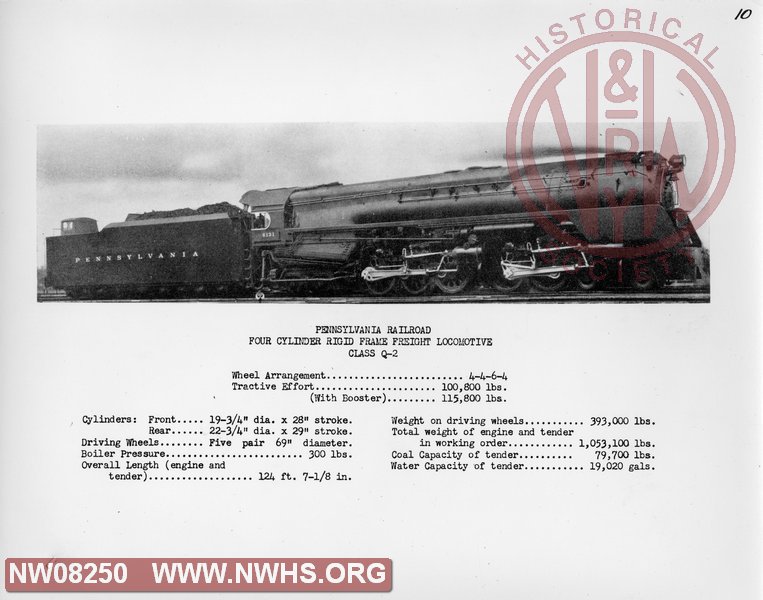 10
HISTORICAL
N&W
RWY
SOCIETY
6131
PENNSYLVANIA
PENNSYLVANIA RAILROAD
FOUR CYLINDER RIGID FRAME FREIGHT LOCOMOTIVE
CLASS Q-2
Wheel Arrangement........................ 4-4-6-4
Tractive Effort..................... 100,800 lbs.
(With Booster)......... 115,800 lbs.
Cylinders: Front..... 19-3/4" dia. x 28" stroke.
Rear..... 22-3/4" dia. x 29" stroke.
Driving Wheels........ Five pair 69" diameter.
Boiler Pressure........................ 300 lbs.
Overall Length (engine and
tender)................... 124 ft. 7-1/8 in.
Weight on driving wheels........... 393,000 lbs.
Total weight of engine and tender
in working order............ 1,053,100 lbs.
Coal Capacity of tender.......... 79,700 lbs.
Water Capacity of tender........... 19,020 gals.
NW08250 WWW.NWHS.ORG